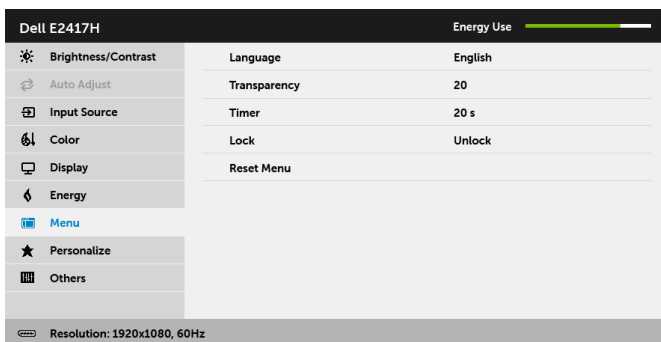 Dell E2417H Energy Use
Brightness/Contrast
Language English
Auto Adjust
Transparency 20
Input Source
Timer 20 s
Color
Lock Unlock
Display
Reset Menu
Energy
Menu
Personalize
Others
Resolution: 1920x1080, 60Hz